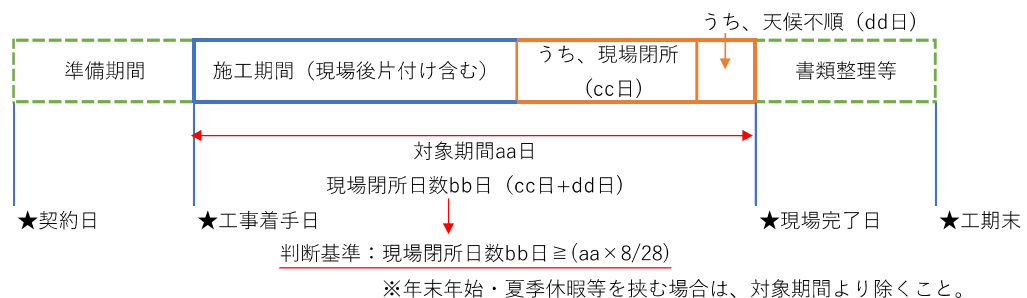 うち、天候不順（dd日）
準備期間
施工期間（現場後片付け含む）
うち、現場閉所
（cc日）
書類整理等
対象期間aa日
現場閉所日数bb日（cc日+dd日）
★契約日
★工事着手日
★現場完了日
★工期末
判断基準：現場閉所日数bb日≧(aa×8/28)
※年末年始・夏季休暇等を挟む場合は、対象期間より除くこと。